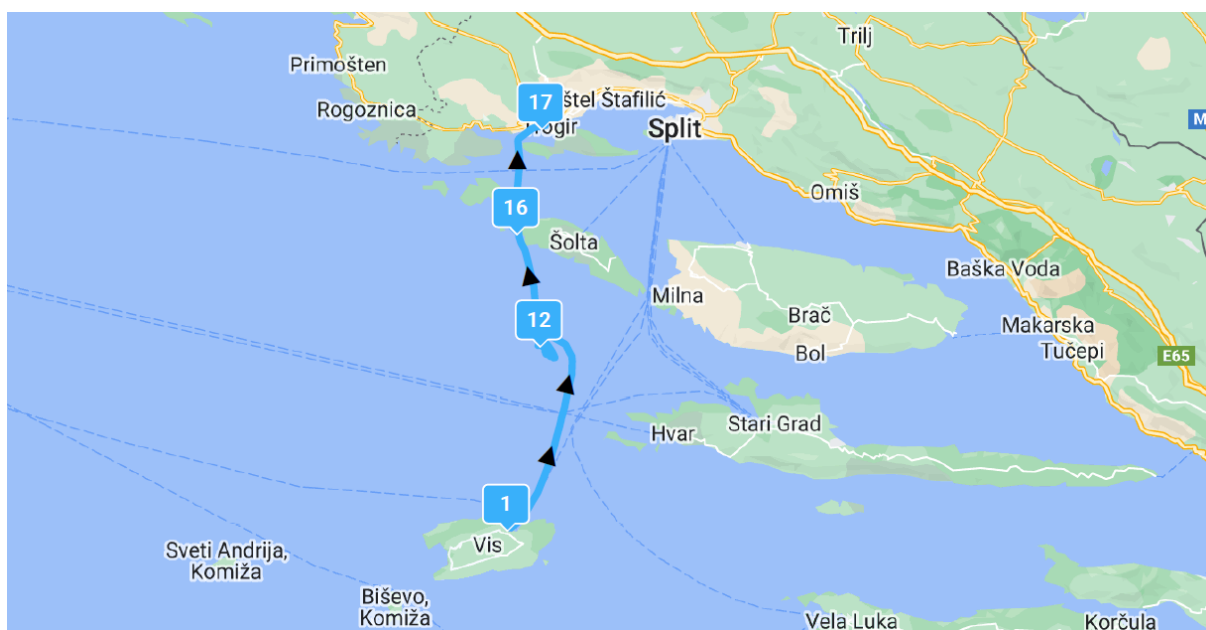 Trilj
Primošten
17
štel Štafilić
Rogoznica
M
Split
Omiš
16
Šolta
Baška Voda
Milna
12
Brač
Makarska
Tučepi
Bol
E65
Stari Grad
Hvar
1
Vis
Sveti Andrija,
Komiža
Biševo,
Komiža
Vela Luka
Korčula